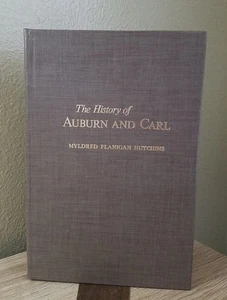 The History of
AUBURN AND CARL
MYLDRED FLANIGAN HUTCHINS